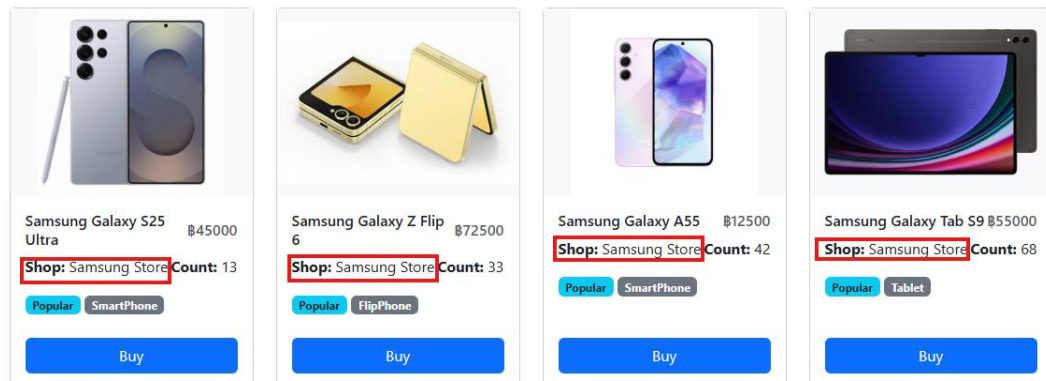 Samsung Galaxy S25
Ultra
฿45000
Shop: Samsung Store Count: 13
Popular SmartPhone
Buy
Samsung Galaxy Z Flip
6
฿72500
Shop: Samsung Store Count: 33
Popular FlipPhone
Buy
Samsung Galaxy A55 ฿12500
Shop: Samsung Store Count: 42
Popular SmartPhone
Buy
Samsung Galaxy Tab S9 ฿55000
Shop: Samsung Store Count: 68
Popular Tablet
Buy